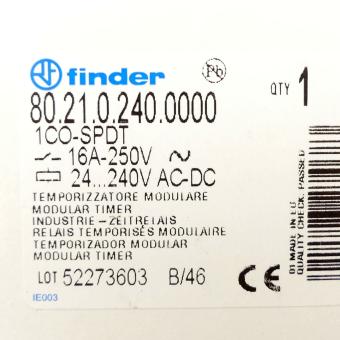 finder
Pb
QTY 1
80.21.0.240.0000
1CO-SPDT
16A-250V
24...240V AC-DC
TEMPORIZZATORE MODULARE
MODULAR TIMER
INDUSTRIE - ZEITRELAIS
RELAIS TEMPORISÉS MODULAIRE
TEMPORIZADOR MODULAR
MODULAR TIMER
LOT 52273603 B/46 CE
IE003
01 MADE IN EU
QUALITY CHECK: PASSED